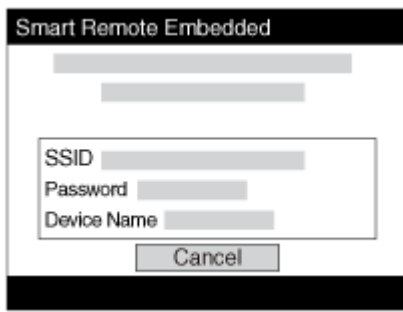 Smart Remote Embedded
SSID
Password
Device Name
Cancel